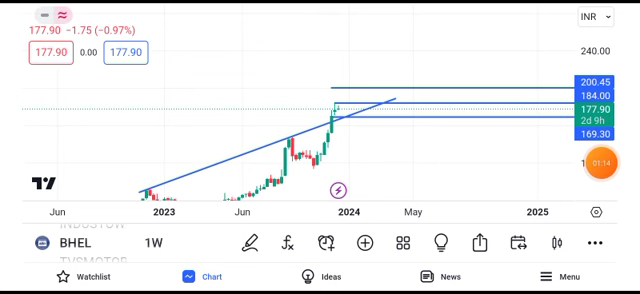 INR
177.90 −1.75 (−0.97%)
177.90 0.00 177.90
240.00
200.45
184.00
177.90
2d 9h
169.30
01:14
Jun 2023 Jun 2024 May 2025
BHEL 1W
TVSMOTOR
Watchlist Chart Ideas News Menu